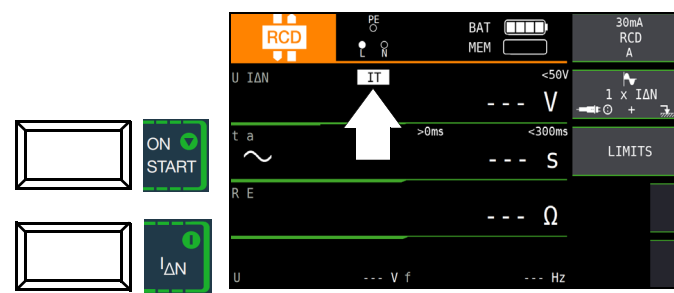 RCD
PE
L N
BAT
MEM
30mA
RCD
A
U IΔN
IT
<50V
--- V
1 x IΔN
+
ON
START
t a
>0ms
<300ms
--- s
LIMITS
R E
--- Ω
IΔN
U
--- V f
--- Hz